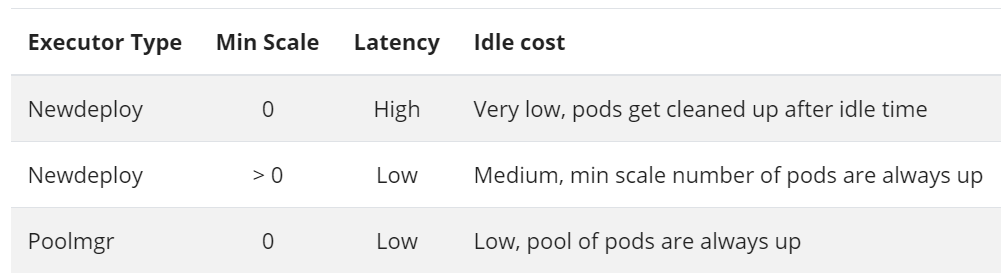 Executor Type Min Scale Latency Idle cost
Newdeploy 0 High Very low, pods get cleaned up after idle time
Newdeploy > 0 Low Medium, min scale number of pods are always up
Poolmgr 0 Low Low, pool of pods are always up